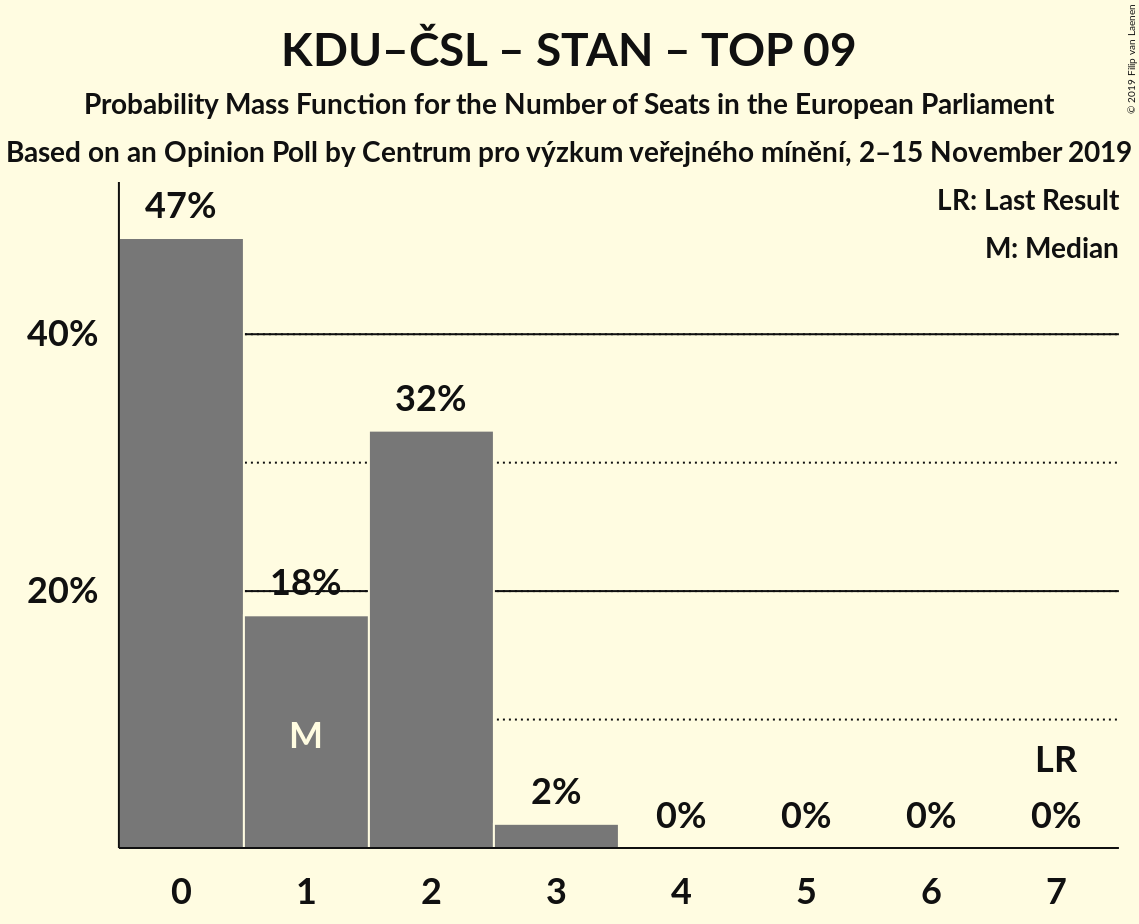 KDU–ČSL – STAN – TOP 09
Probability Mass Function for the Number of Seats in the European Parliament
Based on an Opinion Poll by Centrum pro výzkum veřejného mínění, 2–15 November 2019
© 2019 Filip van Laenen
LR: Last Result
M: Median
47%
40%
32%
18%
20%
M
LR
2%
0% 0% 0% 0%
0 1 2 3 4 5 6 7